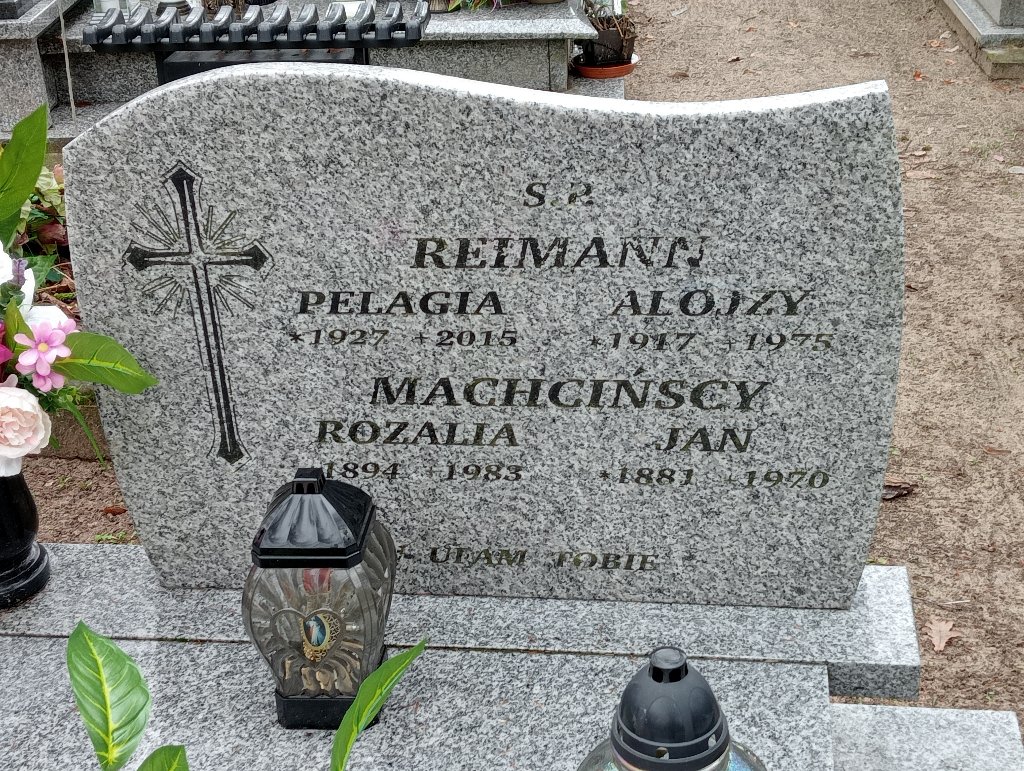 Ś.P.
REIMANN
PELAGIA ALOJZY
*1927 +2015 *1917 +1975
MACHCIŃSCY
ROZALIA JAN
*1894 +1983 *1881 +1970
UFAM TOBIE